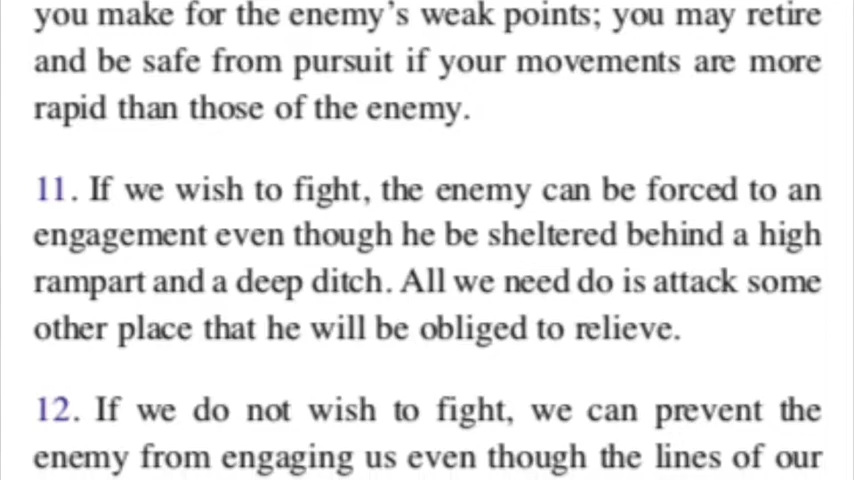 you make for the enemy's weak points; you may retire
and be safe from pursuit if your movements are more
rapid than those of the enemy.
11. If we wish to fight, the enemy can be forced to an
engagement even though he be sheltered behind a high
rampart and a deep ditch. All we need do is attack some
other place that he will be obliged to relieve.
12. If we do not wish to fight, we can prevent the
enemy from engaging us even though the lines of our